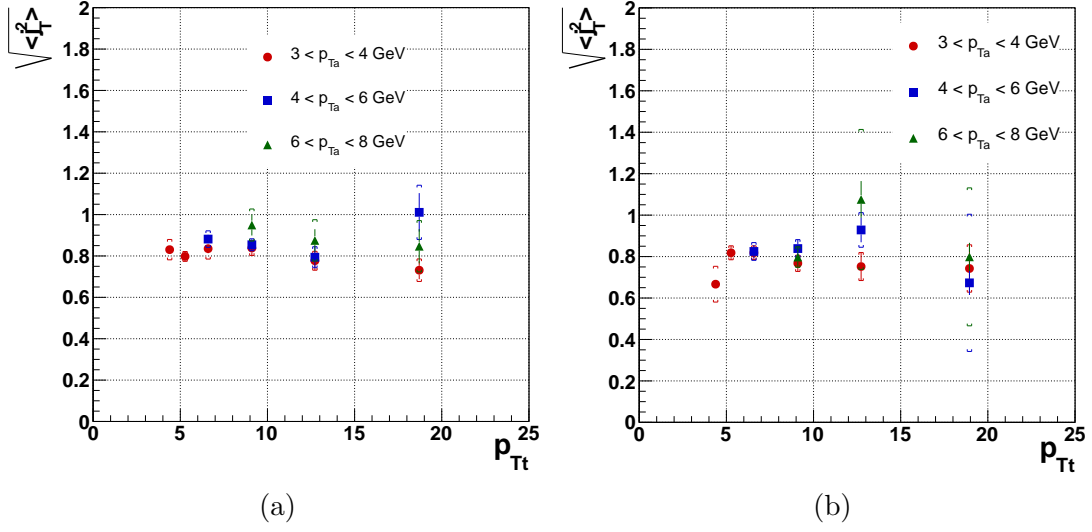 √<j_T^2>
2
1.8
1.6
1.4
1.2
1
0.8
0.6
0.4
0.2
0
0 5 10 15 20 25
p_Tt
3 < p_Ta < 4 GeV
4 < p_Ta < 6 GeV
6 < p_Ta < 8 GeV
(a)
√<j_T^2>
2
1.8
1.6
1.4
1.2
1
0.8
0.6
0.4
0.2
0
0 5 10 15 20 25
p_Tt
3 < p_Ta < 4 GeV
4 < p_Ta < 6 GeV
6 < p_Ta < 8 GeV
(b)